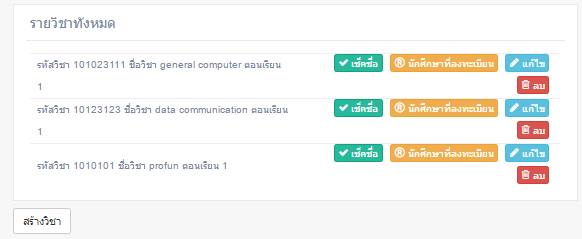 รายวิชาทั้งหมด
รหัสวิชา 101023111 ชื่อวิชา general computer ตอนเรียน เช็คชื่อ นักศึกษาที่ลงทะเบียน แก้ไข
1 ลบ
รหัสวิชา 10123123 ชื่อวิชา data communication ตอนเรียน เช็คชื่อ นักศึกษาที่ลงทะเบียน แก้ไข
1 ลบ
เช็คชื่อ นักศึกษาที่ลงทะเบียน แก้ไข
รหัสวิชา 1010101 ชื่อวิชา profun ตอนเรียน 1
ลบ
สร้างวิชา